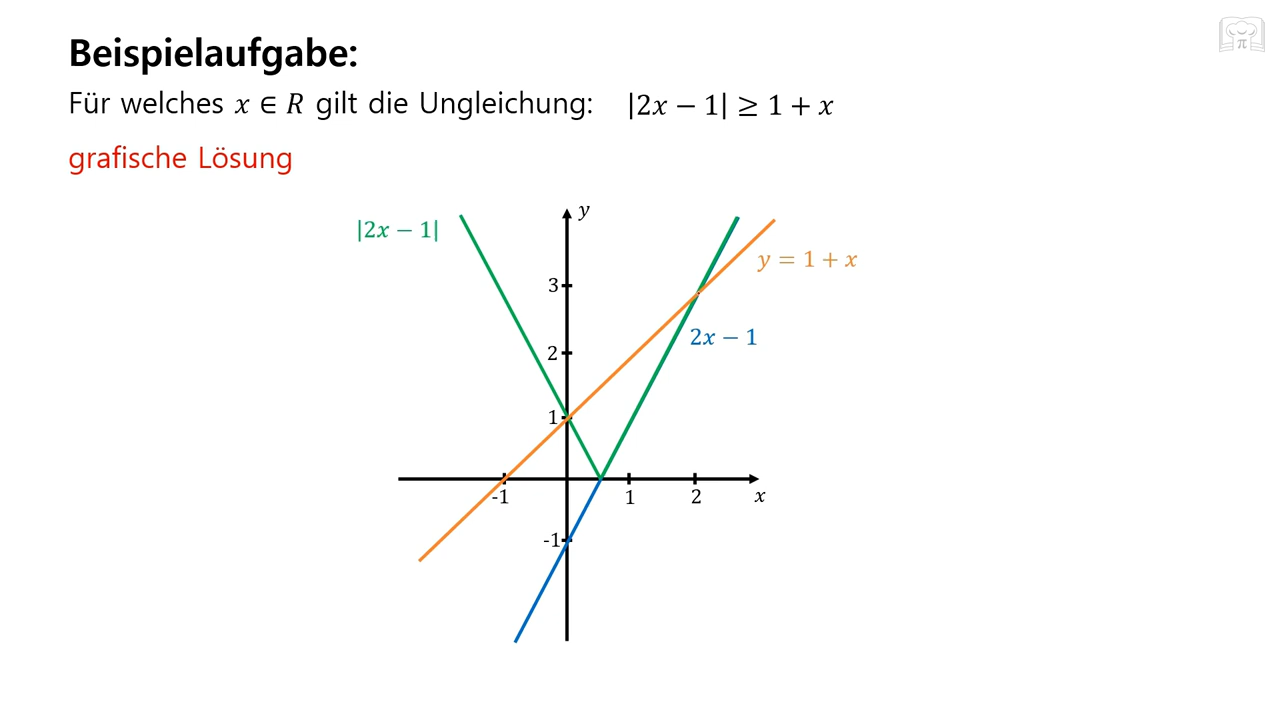 Beispielaufgabe:
Für welches x ∈ R gilt die Ungleichung: |2x − 1| ≥ 1 + x
grafische Lösung
y
|2x − 1|
y = 1 + x
3
2x − 1
2
1
-1
1
2
x
-1
π